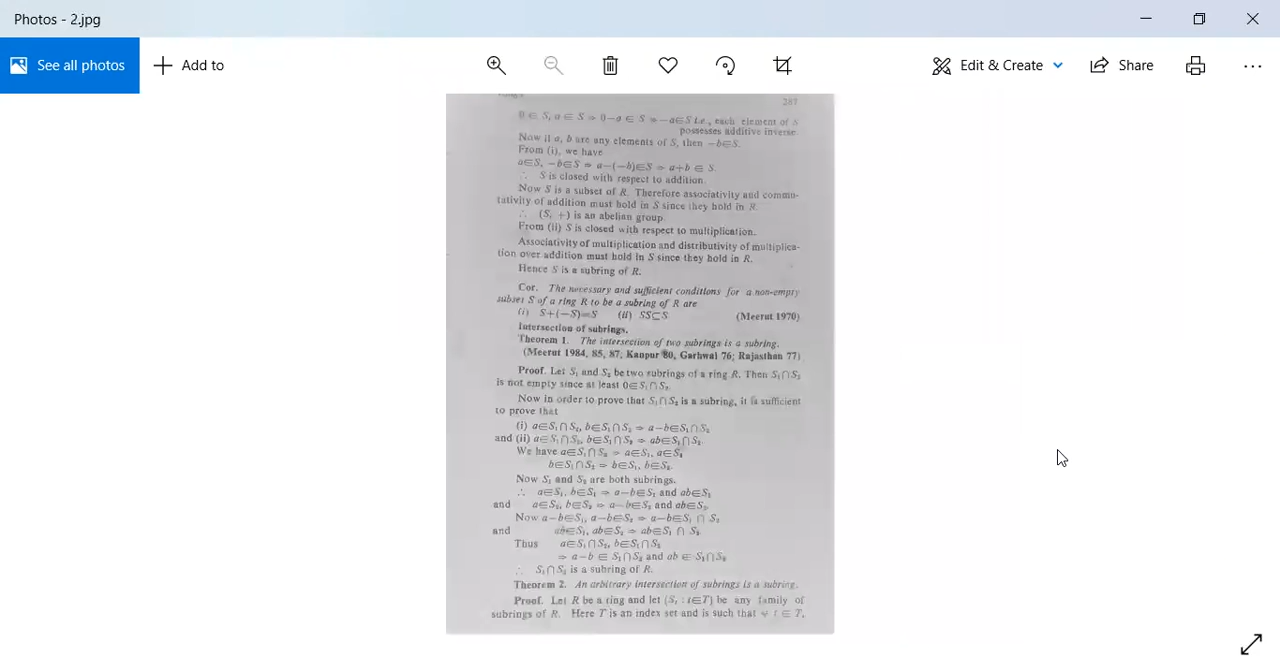 Photos - 2.jpg
See all photos
Add to
Edit & Create
Share
287
0 ∈ S, a ∈ S ⇒ 0−a ∈ S ⇒ −a∈S i.e., each element of S
possesses additive inverse.
Now if a, b are any elements of S, then −b∈S.
From (i), we have
a∈S, −b∈S ⇒ a−(−b)∈S ⇒ a+b ∈ S.
∴ S is closed with respect to addition.
Now S is a subset of R. Therefore associativity and commu-
tativity of addition must hold in S since they hold in R.
∴ (S, +) is an abelian group.
From (ii) S is closed with respect to multiplication.
Associativity of multiplication and distributivity of multiplica-
tion over addition must hold in S since they hold in R.
Hence S is a subring of R.
Cor. The necessary and sufficient conditions for a non-empty
subset S of a ring R to be a subring of R are
(i) S+(−S)=S (ii) SS⊆S (Meerut 1970)
Intersection of subrings.
Theorem 1. The intersection of two subrings is a subring.
(Meerut 1984, 85, 87; Kanpur 80, Garhwal 76; Rajasthan 77)
Proof. Let S₁ and S₂ be two subrings of a ring R. Then S₁∩S₂
is not empty since at least 0∈S₁∩S₂.
Now in order to prove that S₁∩S₂ is a subring, it is sufficient
to prove that
(i) a∈S₁∩S₂, b∈S₁∩S₂ ⇒ a−b∈S₁∩S₂
and (ii) a∈S₁∩S₂, b∈S₁∩S₂ ⇒ ab∈S₁∩S₂.
We have a∈S₁∩S₂ ⇒ a∈S₁, a∈S₂
b∈S₁∩S₂ ⇒ b∈S₁, b∈S₂.
Now S₁ and S₂ are both subrings.
∴ a∈S₁, b∈S₁ ⇒ a−b∈S₁ and ab∈S₁
and a∈S₂, b∈S₂ ⇒ a−b∈S₂ and ab∈S₂.
Now a−b∈S₁, a−b∈S₂ ⇒ a−b∈S₁ ∩ S₂
and ab∈S₁, ab∈S₂ ⇒ ab∈S₁ ∩ S₂.
Thus a∈S₁∩S₂, b∈S₁∩S₂
⇒ a−b ∈ S₁∩S₂ and ab ∈ S₁∩S₂
∴ S₁∩S₂ is a subring of R.
Theorem 2. An arbitrary intersection of subrings is a subring.
Proof. Let R be a ring and let {Sₜ : t∈T} be any family of
subrings of R. Here T is an index set and is such that ∀ t ∈ T,